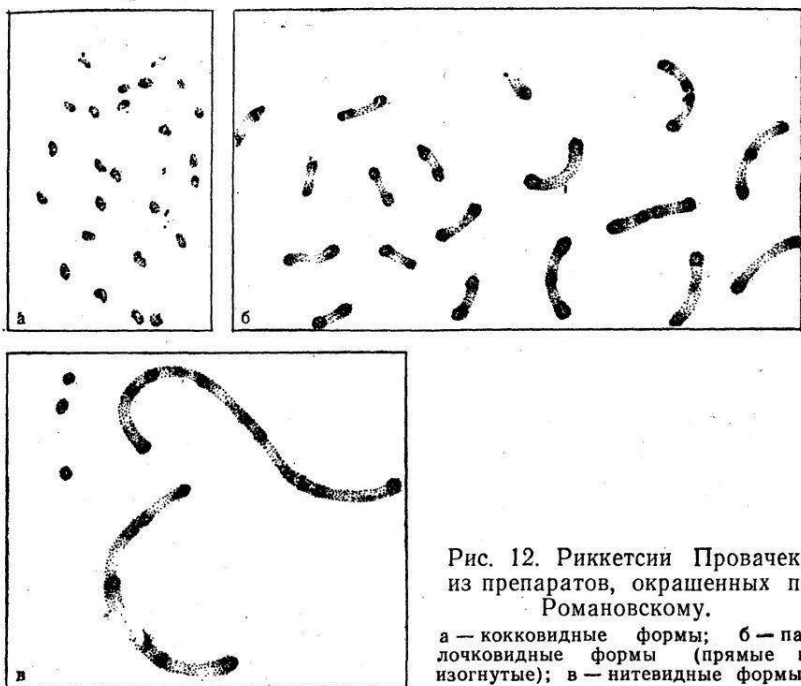 а
б
в
Рис. 12. Риккетсии Провачек
из препаратов, окрашенных п
Романовскому.
а — кокковидные формы; б — па
лочковидные формы (прямые
изогнутые); в — нитевидные формы